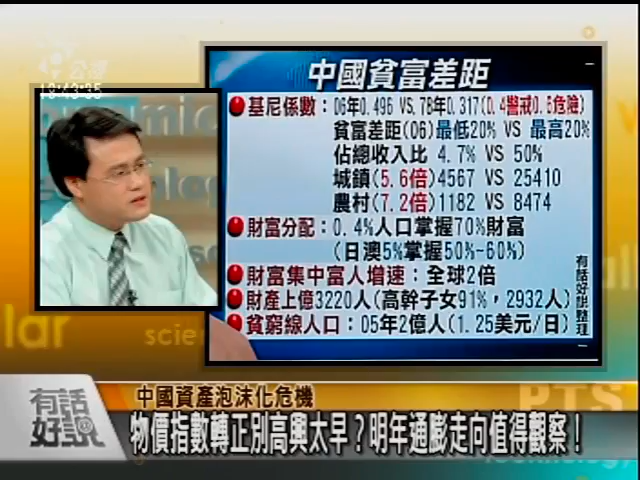 公視
18:43:35
中國貧富差距
基尼係數：06年0.496 VS.78年0.317(0.4警戒0.6危險)
貧富差距(06)最低20% VS 最高20%
佔總收入比 4.7% VS 50%
城鎮(5.6倍)4567 VS 25410
農村(7.2倍)1182 VS 8474
財富分配：0.4%人口掌握70%財富
(日澳5%掌握50%-60%)
財富集中富人增速：全球2倍
財產上億3220人(高幹子女91%，2932人)
貧窮線人口：05年2億人(1.25美元/日)
有話好說整理
lar
scie
PTS
有話好說
中國資產泡沫化危機
物價指數轉正別高興太早？明年通膨走向值得觀察！